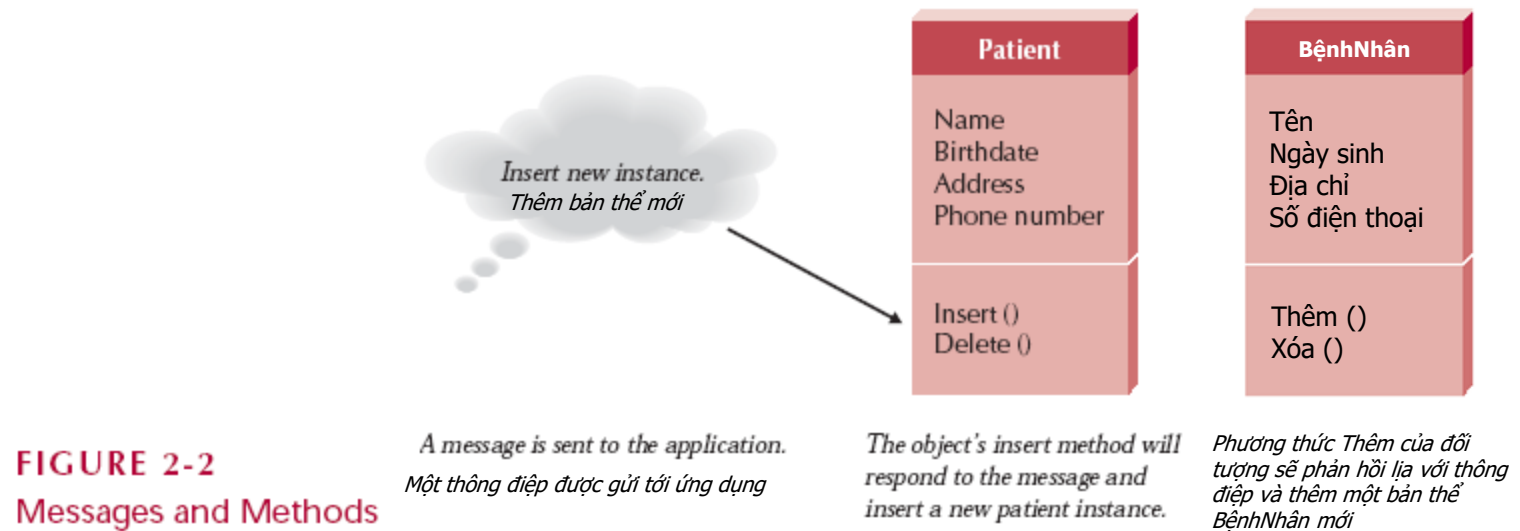 Insert new instance.
Thêm bản thể mới
Patient
Name
Birthdate
Address
Phone number
Insert ()
Delete ()
BệnhNhân
Tên
Ngày sinh
Địa chỉ
Số điện thoại
Thêm ()
Xóa ()
FIGURE 2-2
Messages and Methods
A message is sent to the application.
Một thông điệp được gửi tới ứng dụng
The object's insert method will
respond to the message and
insert a new patient instance.
Phương thức Thêm của đối
tượng sẽ phản hồi lịa với thông
điệp và thêm một bản thể
BệnhNhân mới